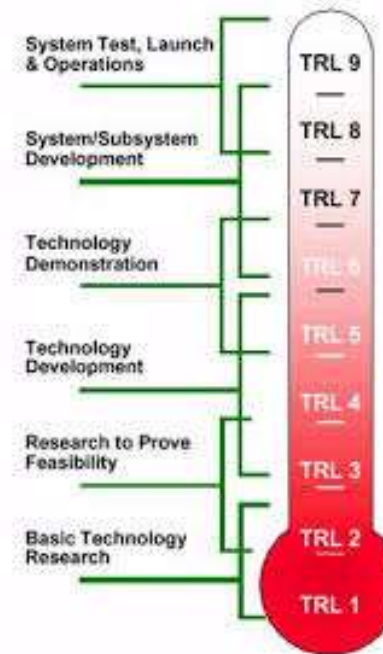 System Test, Launch
& Operations
System/Subsystem
Development
Technology
Demonstration
Technology
Development
Research to Prove
Feasibility
Basic Technology
Research
TRL 9
TRL 8
TRL 7
TRL 6
TRL 5
TRL 4
TRL 3
TRL 2
TRL 1